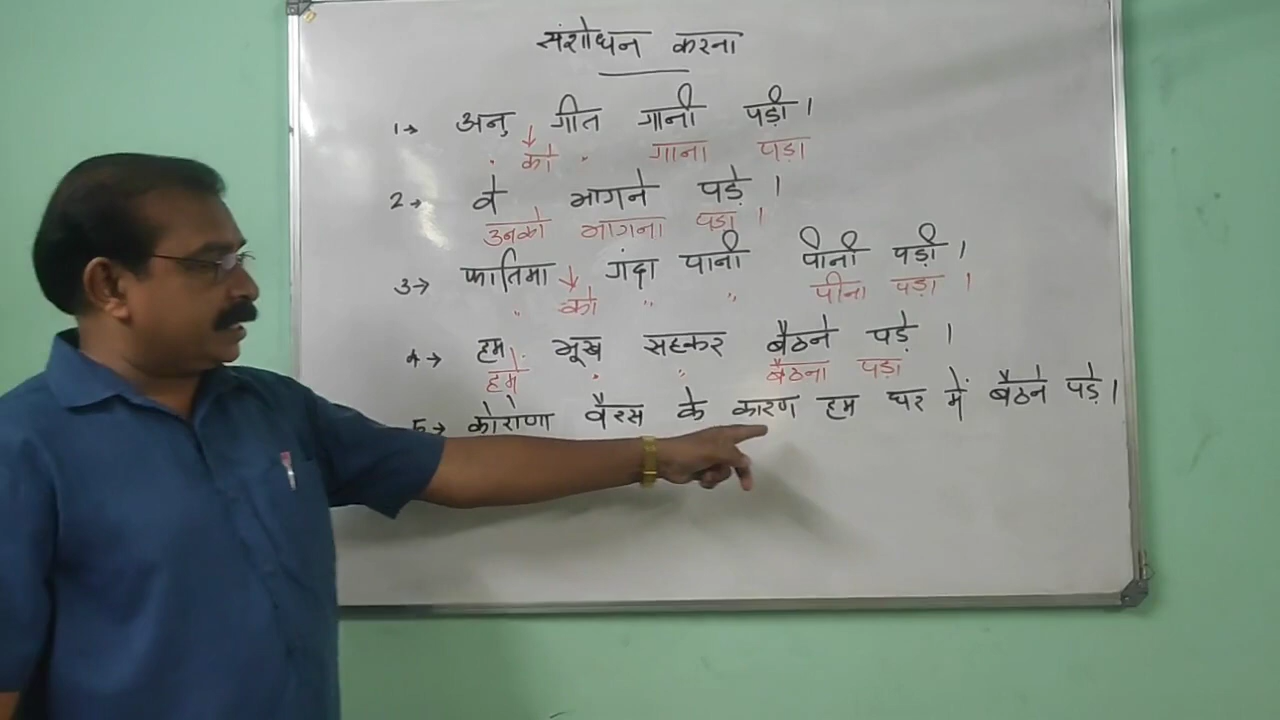 संशोधन करना
1→ अनु गीत गानी पड़ी ।
" ↓ को " गाना पड़ा
2→ वे भागने पड़े ।
उनको भागना पड़ा ।
3→ फातिमा गंदा पानी पीनी पड़ी ।
" ↓ को " " पीना पड़ा ।
4→ हम भूख सहकर बैठने पड़े ।
हमें " " बैठना पड़ा
5→ कोरोणा वैरस के कारण हम घर में बैठने पड़े ।